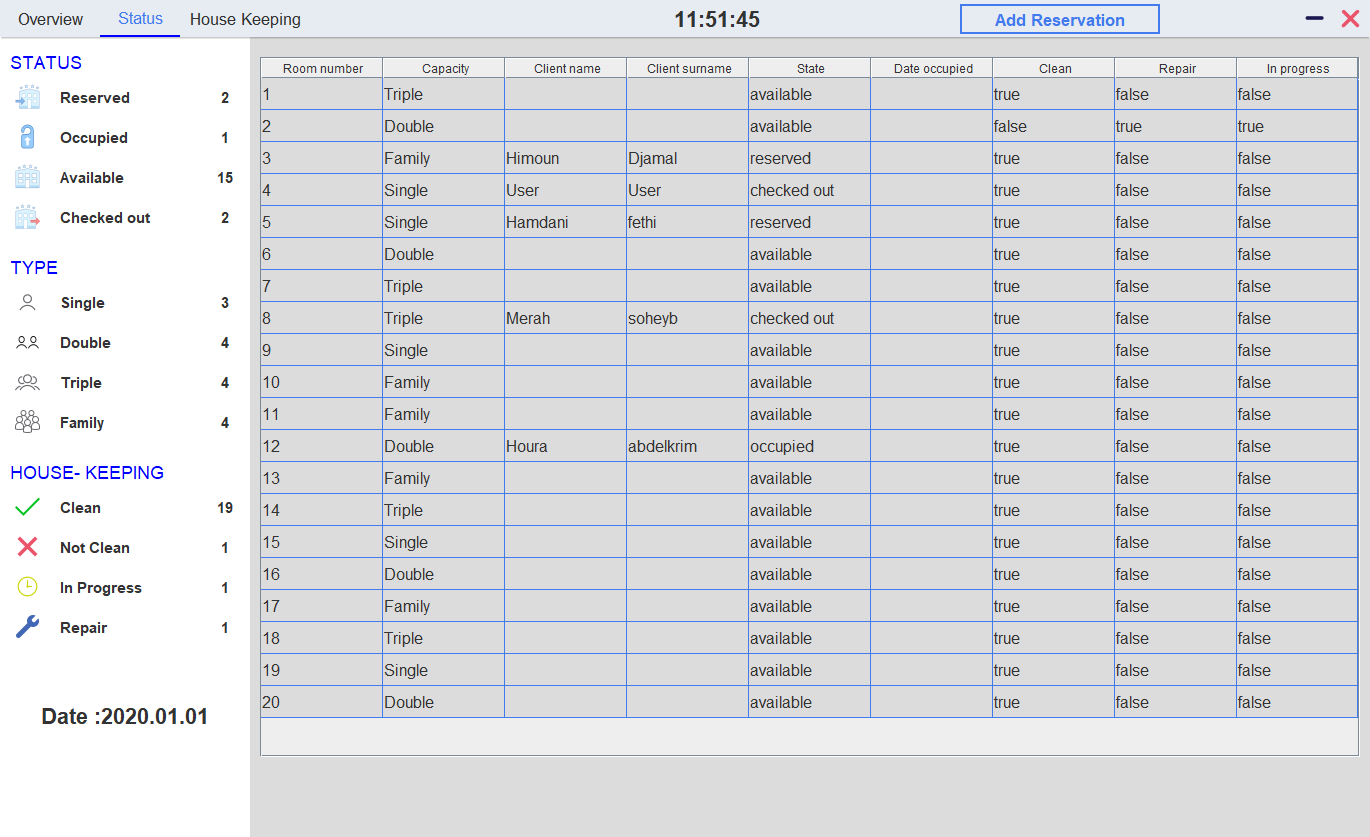 Overview Status House Keeping 11:51:45 Add Reservation
STATUS
Reserved 2
Occupied 1
Available 15
Checked out 2
TYPE
Single 3
Double 4
Triple 4
Family 4
HOUSE- KEEPING
Clean 19
Not Clean 1
In Progress 1
Repair 1
Date :2020.01.01
Room number Capacity Client name Client surname State Date occupied Clean Repair In progress
1 Triple available true false false
2 Double available false true true
3 Family Himoun Djamal reserved true false false
4 Single User User checked out true false false
5 Single Hamdani fethi reserved true false false
6 Double available true false false
7 Triple available true false false
8 Triple Merah soheyb checked out true false false
9 Single available true false false
10 Family available true false false
11 Family available true false false
12 Double Houra abdelkrim occupied true false false
13 Family available true false false
14 Triple available true false false
15 Single available true false false
16 Double available true false false
17 Family available true false false
18 Triple available true false false
19 Single available true false false
20 Double available true false false